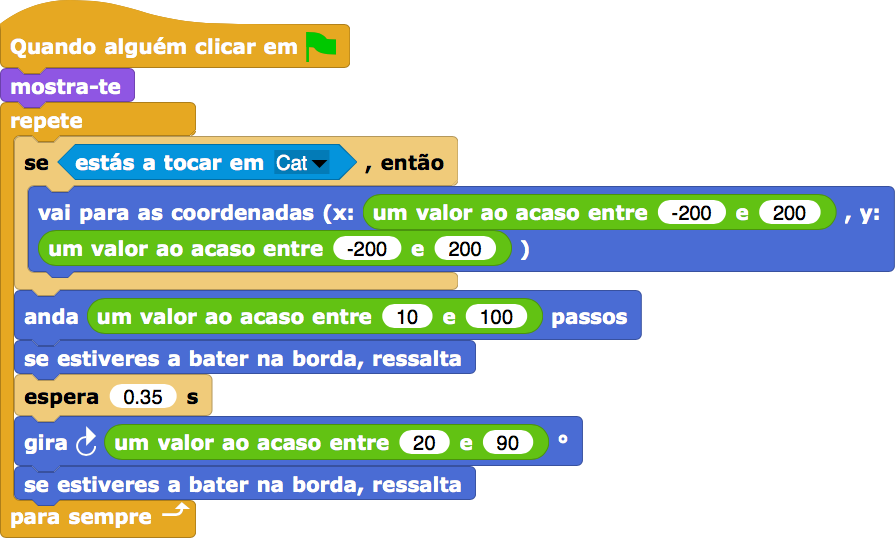 Quando alguém clicar em
mostra-te
repete
se estás a tocar em Cat , então
vai para as coordenadas (x: um valor ao acaso entre -200 e 200 , y:
um valor ao acaso entre -200 e 200 )
anda um valor ao acaso entre 10 e 100 passos
se estiveres a bater na borda, ressalta
espera 0.35 s
gira um valor ao acaso entre 20 e 90 °
se estiveres a bater na borda, ressalta
para sempre